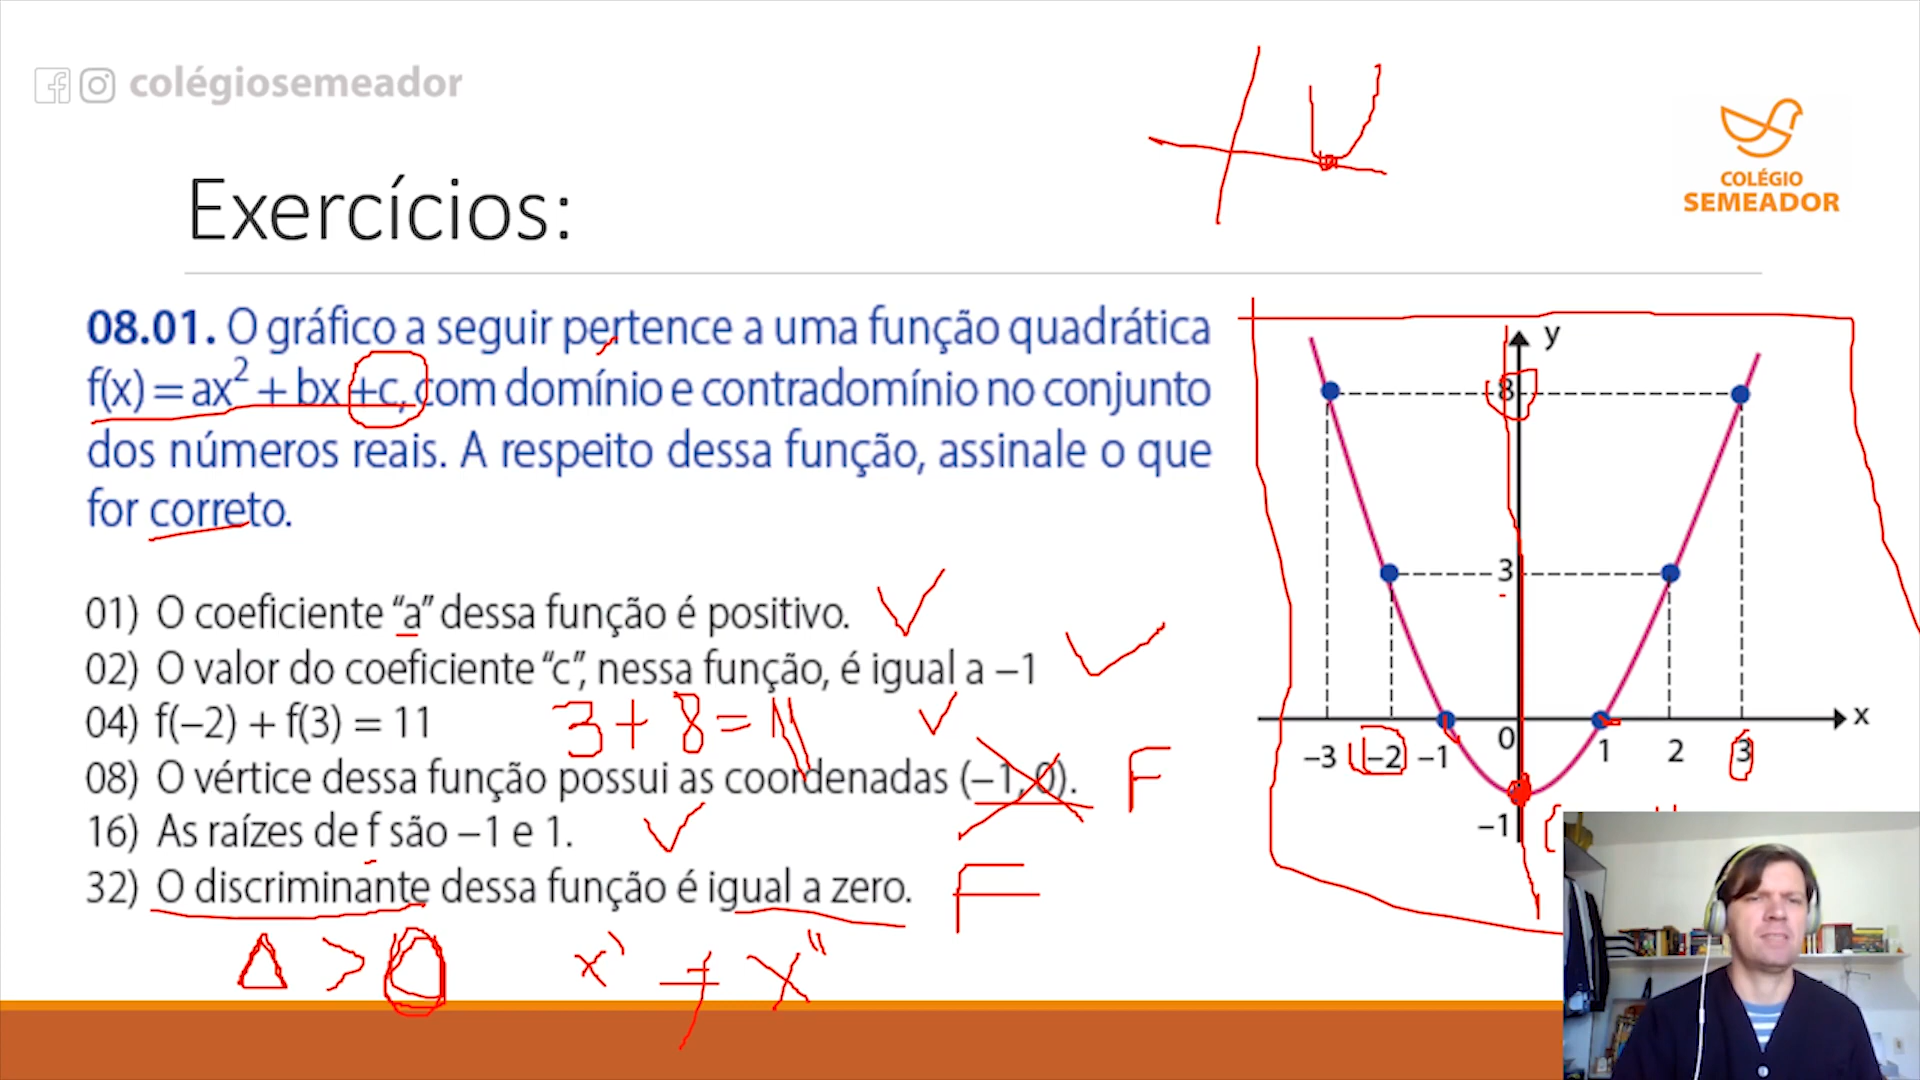 colégiosemeador
COLÉGIO
SEMEADOR
Exercícios:
08.01. O gráfico a seguir pertence a uma função quadrática
f(x) = ax² + bx +c, com domínio e contradomínio no conjunto
dos números reais. A respeito dessa função, assinale o que
for correto.
01) O coeficiente “a” dessa função é positivo.
02) O valor do coeficiente “c”, nessa função, é igual a –1
04) f(–2) + f(3) = 11 3 + 8 = 11
08) O vértice dessa função possui as coordenadas (–1, 0). F
16) As raízes de f são –1 e 1.
32) O discriminante dessa função é igual a zero. F
Δ > 0 x' ≠ x''
y
8
3
0
x
–3 –2 –1 1 2 3
–1